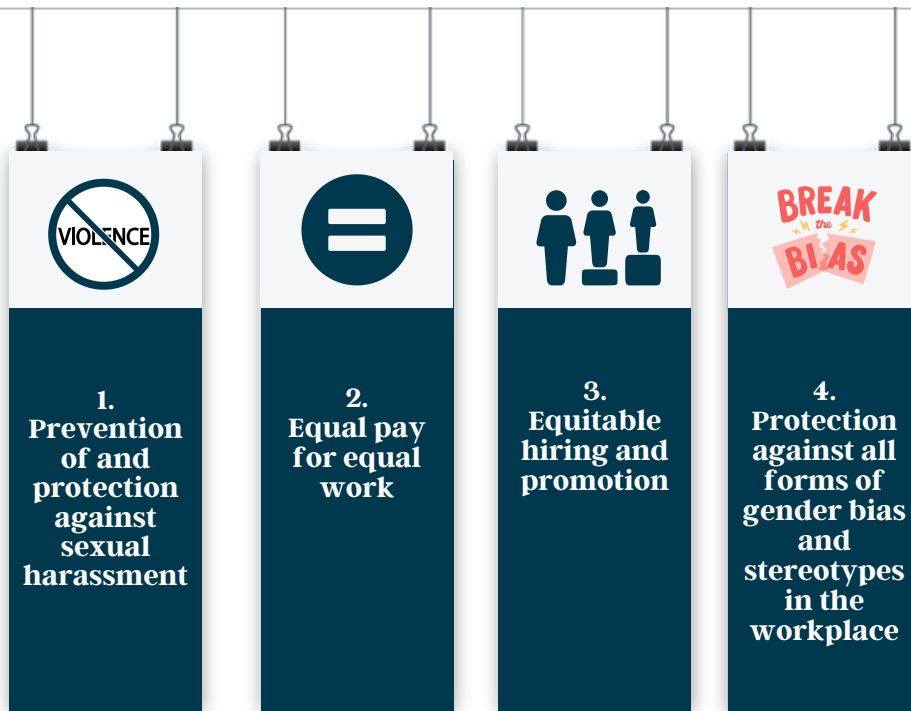 VIOLENCE
1.
Prevention
of and
protection
against
sexual
harassment
2.
Equal pay
for equal
work
3.
Equitable
hiring and
promotion
BREAK
the
BIAS
4.
Protection
against all
forms of
gender bias
and
stereotypes
in the
workplace